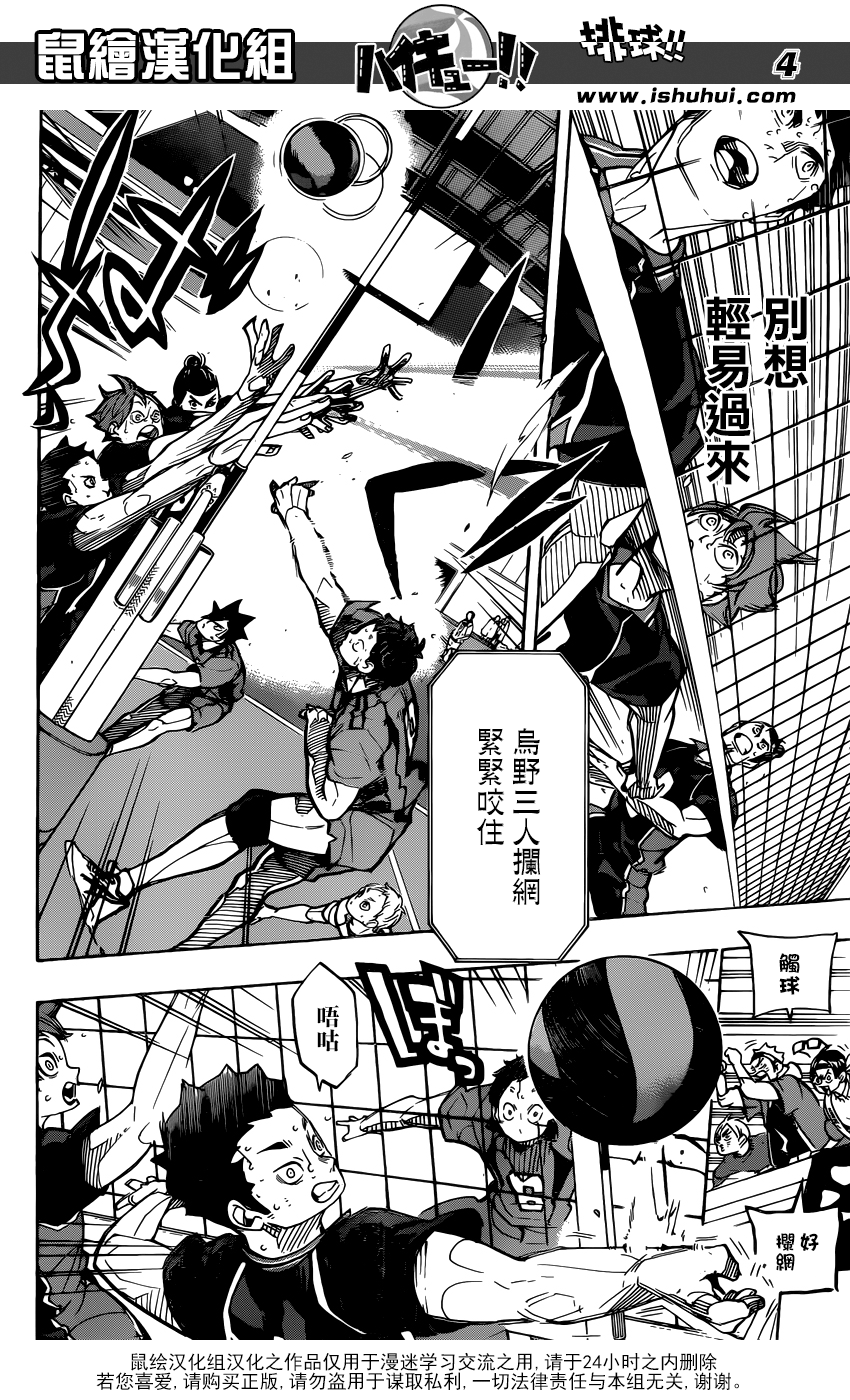 鼠繪漢化組
ハイキュー!!
排球!!
4
www.ishuhui.com
別想
輕易過來
烏野三人攔網
緊緊咬住
觸球
ぼっ
唔咕
好
攔網
鼠绘汉化组汉化之作品仅用于漫迷学习交流之用,请于24小时之内删除
若您喜爱,请购买正版,请勿盗用于谋取私利,一切法律责任与本组无关,谢谢。